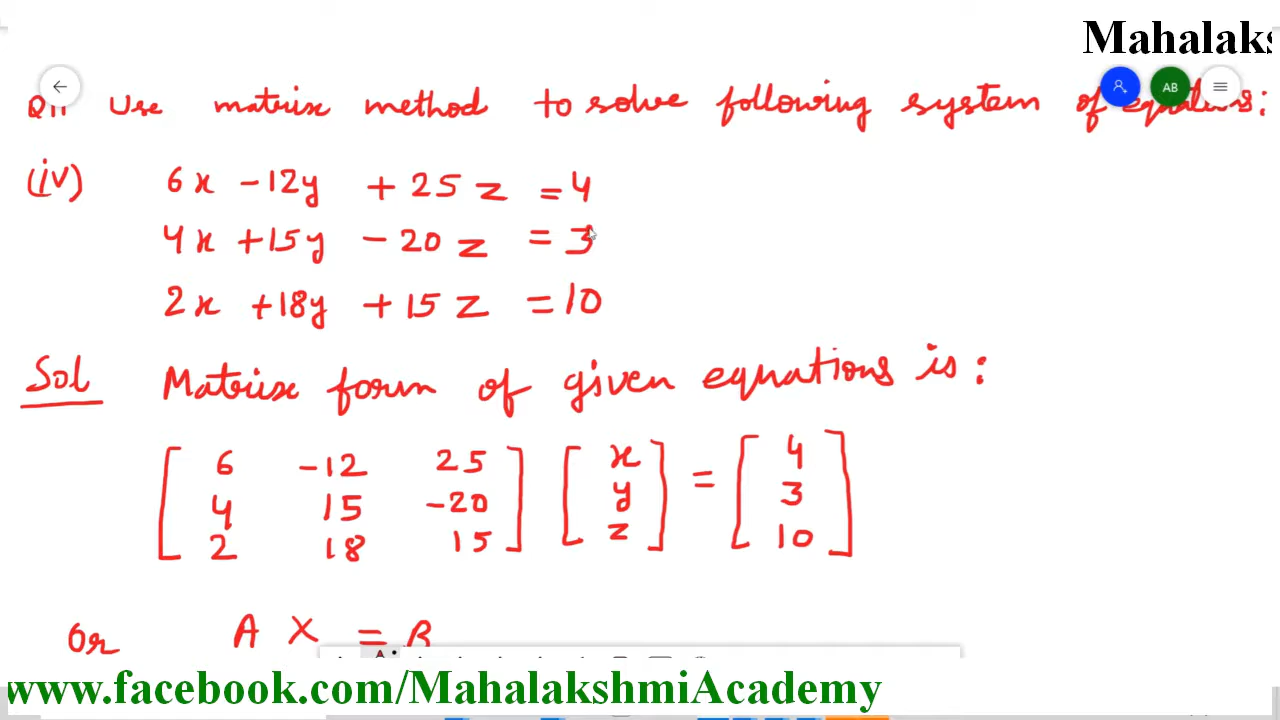 Mahalaks
Q11 Use matrix method to solve following system of equations:
AB
(iv) 6x -12y + 25z = 4
4x +15y - 20z = 3
2x +18y + 15z = 10
Sol Matrix form of given equations is:
[ 6 -12 25 ] [ x ] = [ 4 ]
[ 4 15 -20 ] [ y ] [ 3 ]
[ 2 18 15 ] [ z ] [ 10 ]
Or A X = B
www.facebook.com/MahalakshmiAcademy